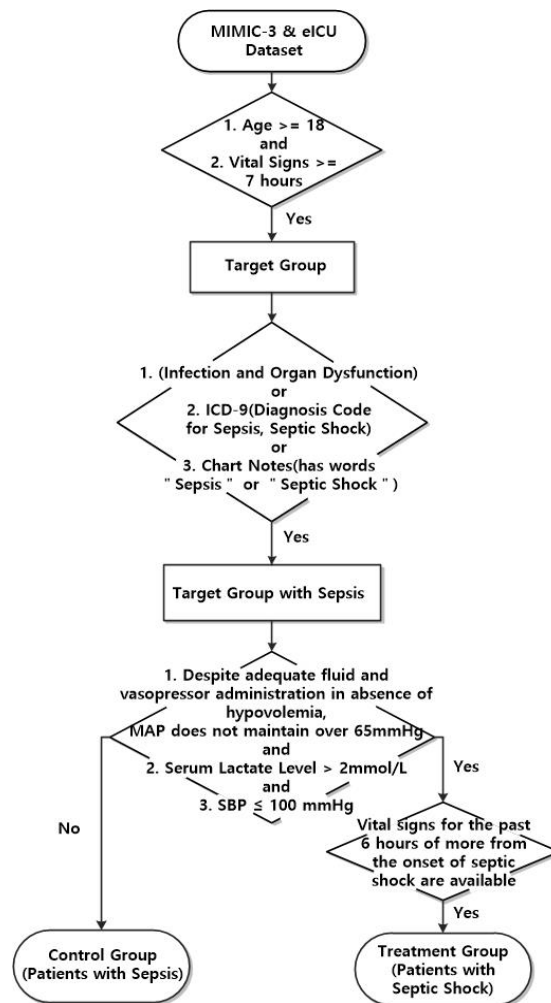 MIMIC-3 & eICU
Dataset
1. Age >= 18
and
2. Vital Signs >=
7 hours
Yes
Target Group
1. (Infection and Organ Dysfunction)
or
2. ICD-9(Diagnosis Code
for Sepsis, Septic Shock)
or
3. Chart Notes(has words
" Sepsis " or " Septic Shock " )
Yes
Target Group with Sepsis
1. Despite adequate fluid and
vasopressor administration in absence of
hypovolemia,
MAP does not maintain over 65mmHg
and
2. Serum Lactate Level > 2mmol/L
and
3. SBP ≤ 100 mmHg
Yes
No
Vital signs for the past
6 hours of more from
the onset of septic
shock are available
Yes
Control Group
(Patients with Sepsis)
Treatment Group
(Patients with
Septic Shock)